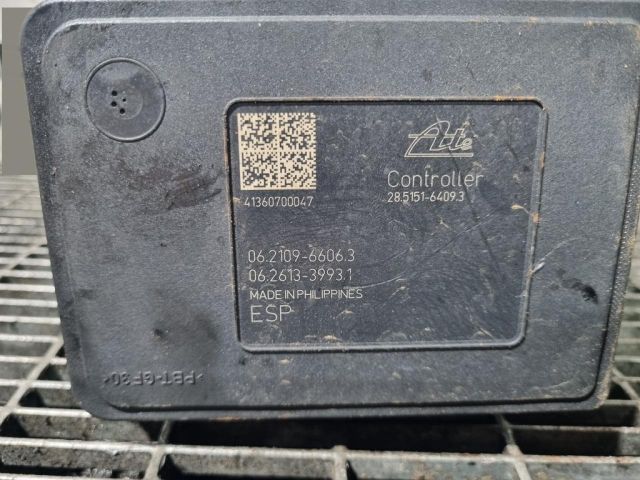 Ate
41360700047
Controller
28.5151-6409.3
06.2109-6606.3
06.2613-3993.1
MADE IN PHILIPPINES
ESP
>PBT-GF30<